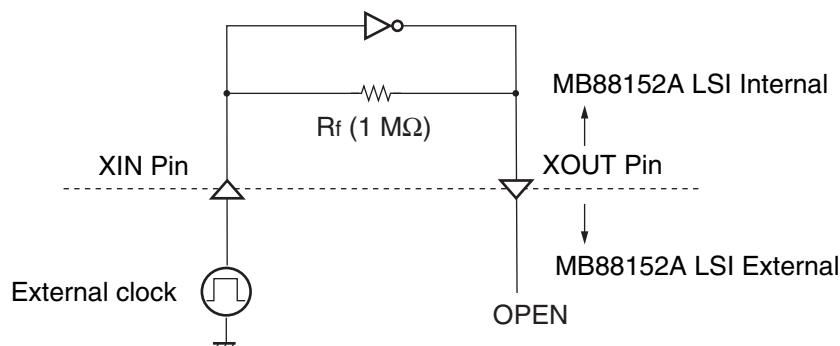 MB88152A LSI Internal
Rf (1 MΩ)
XIN Pin
XOUT Pin
MB88152A LSI External
External clock
OPEN